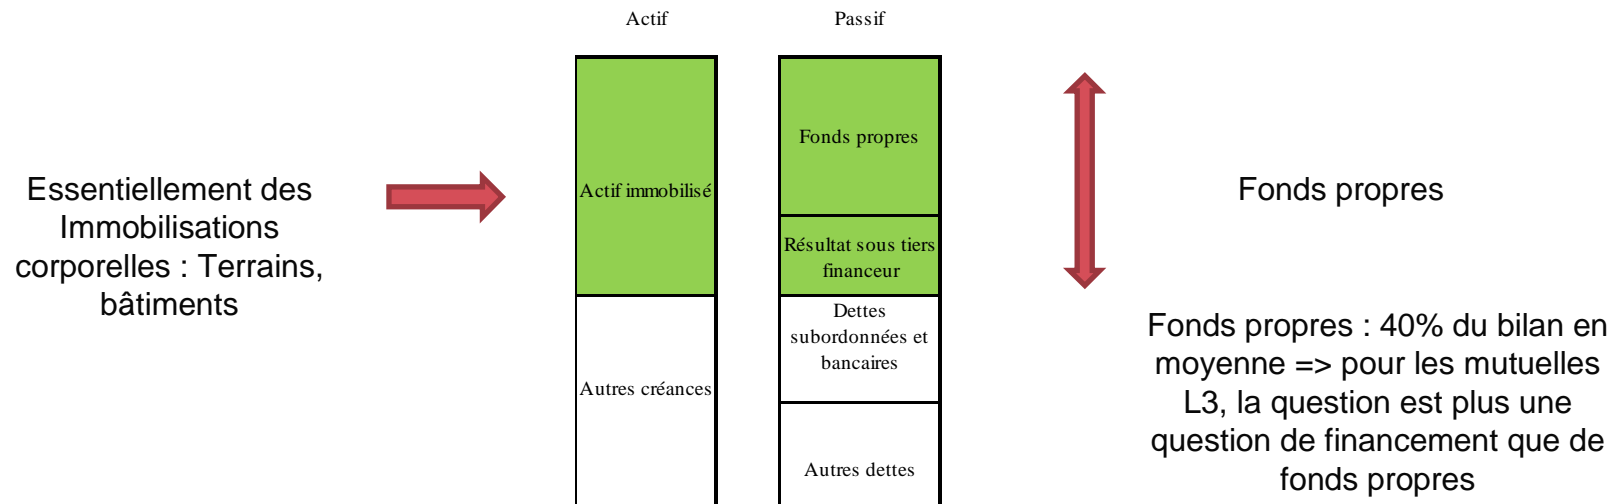 Actif
Passif
Essentiellement des
Immobilisations
corporelles : Terrains,
bâtiments
Actif immobilisé
Autres créances
Fonds propres
Résultat sous tiers
financeur
Dettes
subordonnées et
bancaires
Autres dettes
Fonds propres
Fonds propres : 40% du bilan en
moyenne => pour les mutuelles
L3, la question est plus une
question de financement que de
fonds propres